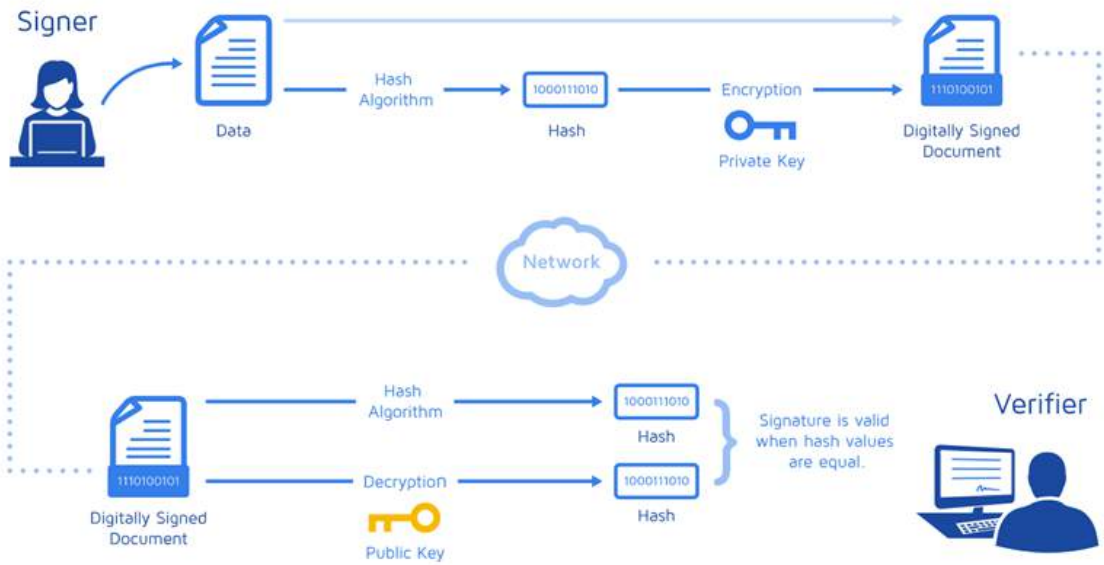 Signer
Hash
Algorithm
1000111010
Encryption
1110100101
Data
Hash
Private Key
Digitally Signed
Document
Network
Hash
Algorithm
1000111010
Hash
Signature is valid
when hash values
are equal.
Verifier
1110100101
Decryption
1000111010
Hash
Digitally Signed
Document
Public Key